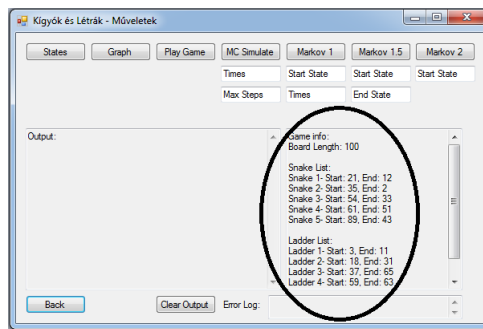 Kígyók és Létrák - Műveletek
States Graph Play Game MC Simulate Markov 1 Markov 1.5 Markov 2
Times Start State Start State Start State
Max Steps Times End State
Output:
Game info:
Board Length: 100
Snake List:
Snake 1- Start: 21, End: 12
Snake 2- Start: 35, End: 2
Snake 3- Start: 54, End: 33
Snake 4- Start: 61, End: 51
Snake 5- Start: 89, End: 43
Ladder List:
Ladder 1- Start: 3, End: 11
Ladder 2- Start: 18, End: 31
Ladder 3- Start: 37, End: 65
Ladder 4- Start: 59, End: 63
Back Clear Output Error Log: